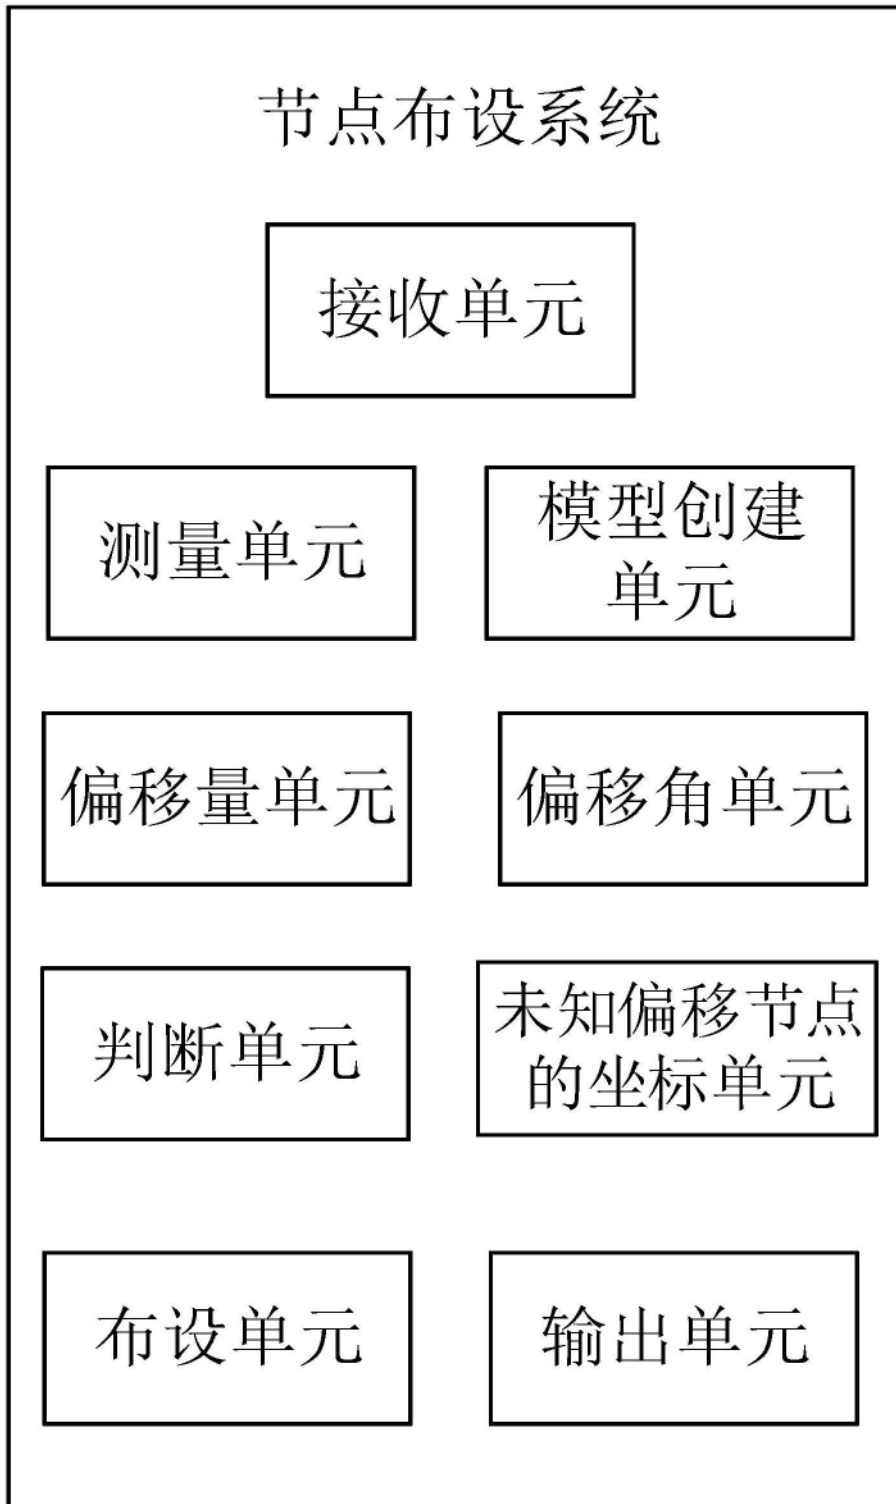 节点布设系统
接收单元
测量单元
模型创建
单元
偏移量单元
偏移角单元
判断单元
未知偏移节点
的坐标单元
布设单元
输出单元